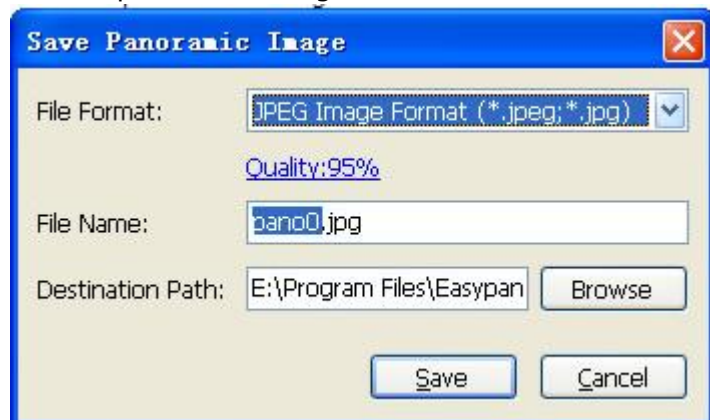 Save Panoramic Image
File Format: JPEG Image Format (*.jpeg;*.jpg)
Quality:95%
File Name: pano0.jpg
Destination Path: E:\Program Files\Easypan Browse
Save Cancel